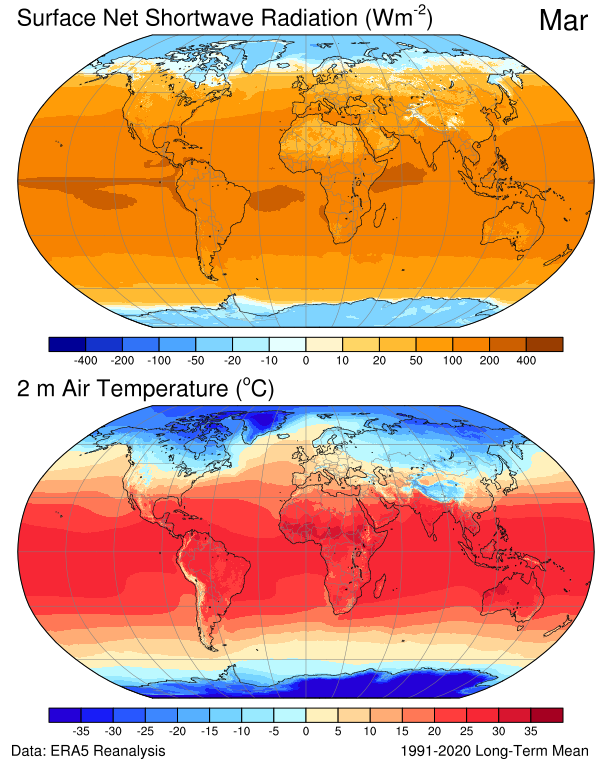 Surface Net Shortwave Radiation (Wm-2) Mar
-400 -200 -100 -50 -20 -10 0 10 20 50 100 200 400
2 m Air Temperature (oC)
-35 -30 -25 -20 -15 -10 -5 0 5 10 15 20 25 30 35
Data: ERA5 Reanalysis 1991-2020 Long-Term Mean